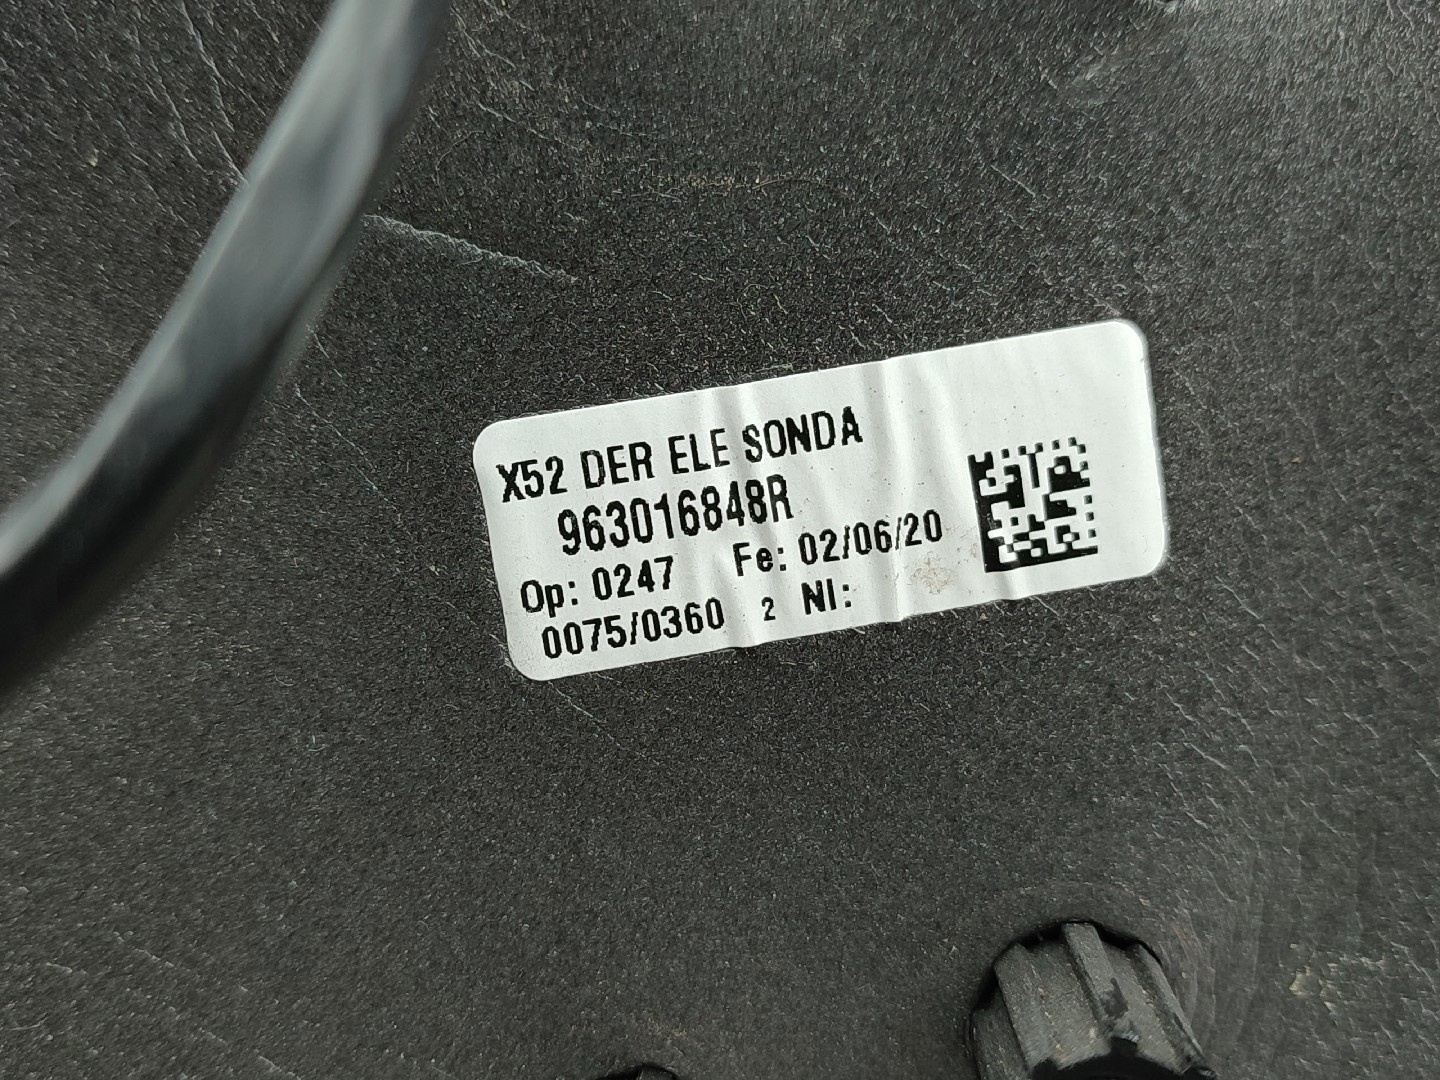 X52 DER ELE SONDA
963016848R
Op: 0247 Fe: 02/06/20
0075/0360 2 NI: